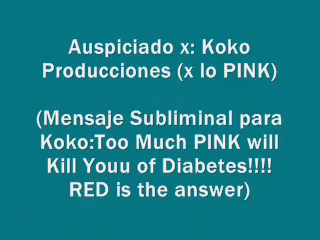 Auspiciado x: Koko
Producciones (x lo PINK)
(Mensaje Subliminal para
Koko:Too Much PINK will
Kill Youu of Diabetes!!!!
RED is the answer)